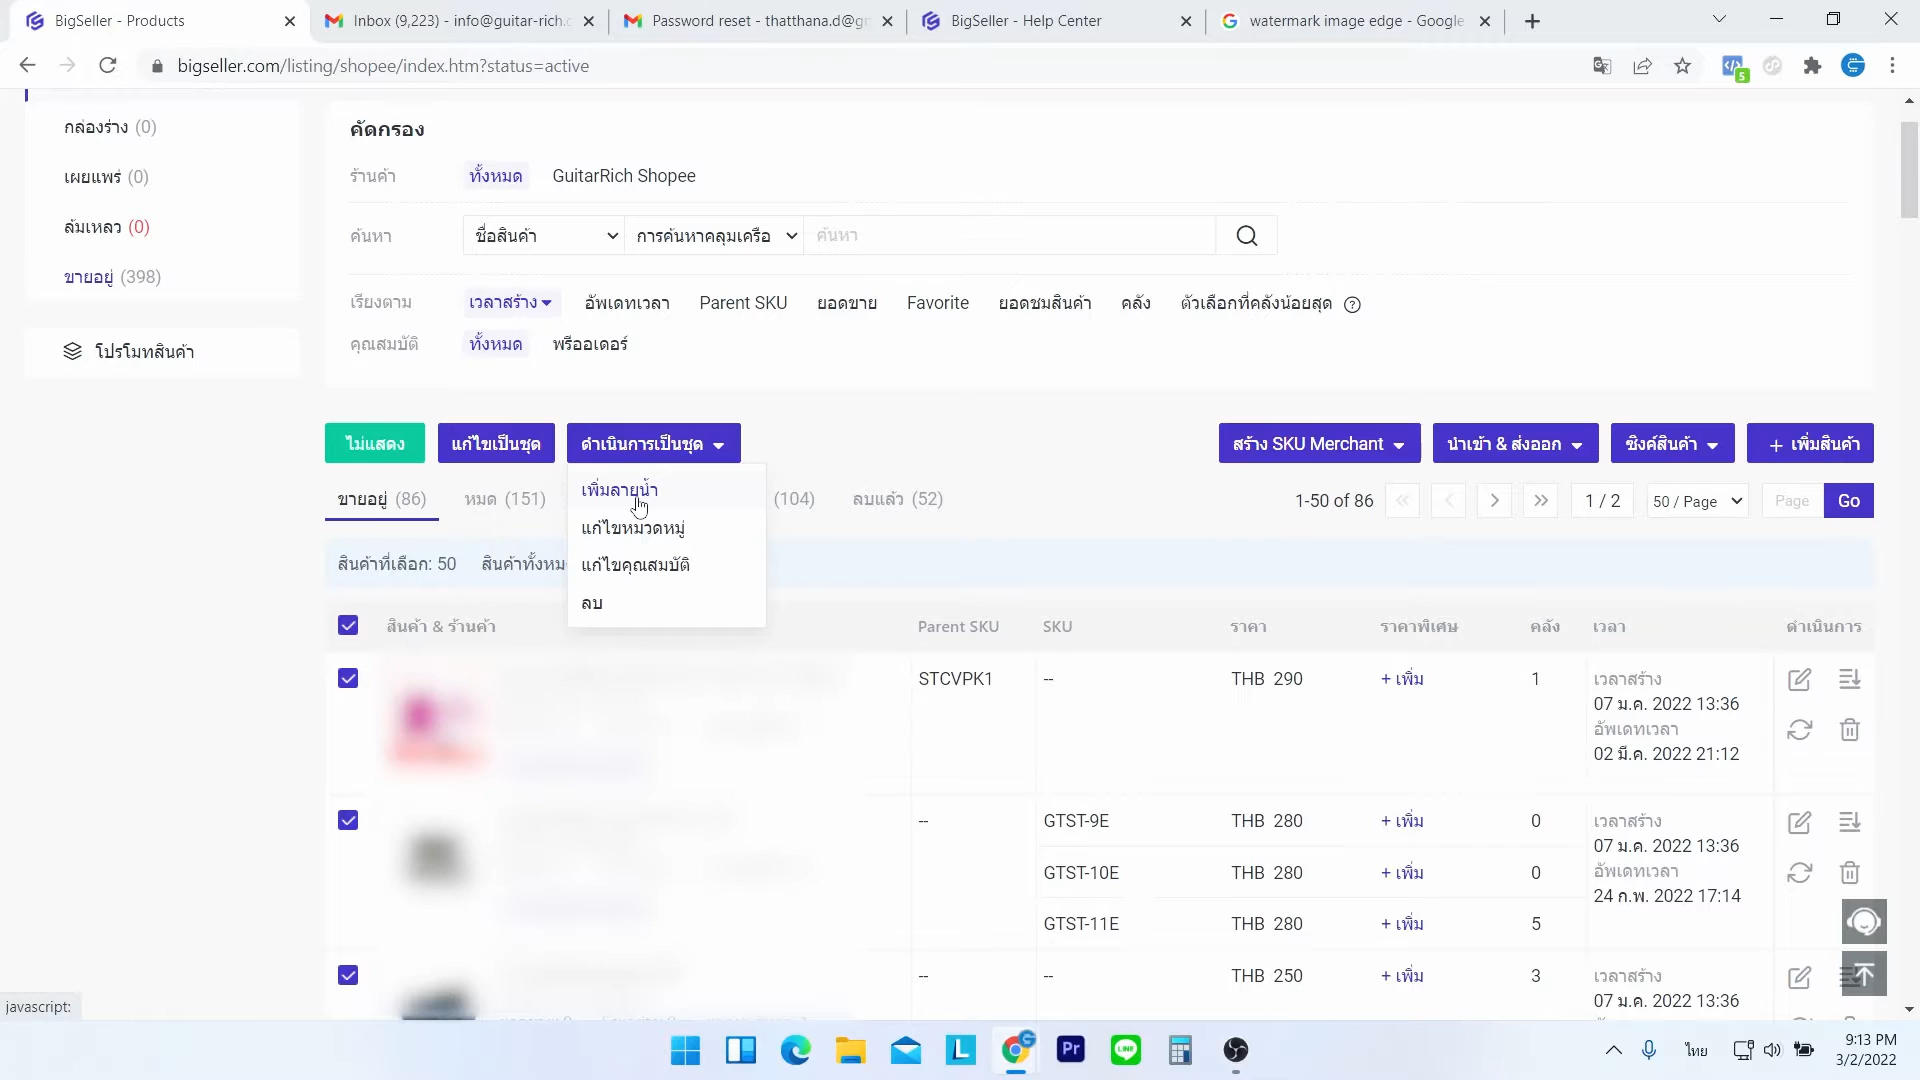 BigSeller - Products
Inbox (9,223) - info@guitar-rich.c
Password reset - thatthana.d@gm
BigSeller - Help Center
watermark image edge - Google
bigseller.com/listing/shopee/index.htm?status=active
5
กล่องร่าง (0)
เผยแพร่ (0)
ล้มเหลว (0)
ขายอยู่ (398)
โปรโมทสินค้า
คัดกรอง
ร้านค้า ทั้งหมด GuitarRich Shopee
ค้นหา ชื่อสินค้า การค้นหาคลุมเครือ ค้นหา
เรียงตาม เวลาสร้าง อัพเดทเวลา Parent SKU ยอดขาย Favorite ยอดชมสินค้า คลัง ตัวเลือกที่คลังน้อยสุด ?
คุณสมบัติ ทั้งหมด พรีออเดอร์
ไม่แสดง แก้ไขเป็นชุด ดำเนินการเป็นชุด สร้าง SKU Merchant นำเข้า & ส่งออก ซิงค์สินค้า + เพิ่มสินค้า
เพิ่มลายน้ำ
แก้ไขหมวดหมู่
แก้ไขคุณสมบัติ
ลบ
ขายอยู่ (86) หมด (151) (104) ลบแล้ว (52) 1-50 of 86 1 / 2 50 / Page Page Go
สินค้าที่เลือก: 50 สินค้าทั้งหม
สินค้า & ร้านค้า Parent SKU SKU ราคา ราคาพิเศษ คลัง เวลา ดำเนินการ
STCVPK1 -- THB 290 + เพิ่ม 1 เวลาสร้าง
07 ม.ค. 2022 13:36
อัพเดทเวลา
02 มี.ค. 2022 21:12
-- GTST-9E THB 280 + เพิ่ม 0 เวลาสร้าง
07 ม.ค. 2022 13:36
GTST-10E THB 280 + เพิ่ม 0 อัพเดทเวลา
24 ก.พ. 2022 17:14
GTST-11E THB 280 + เพิ่ม 5
-- -- THB 250 + เพิ่ม 3 เวลาสร้าง
07 ม.ค. 2022 13:36
javascript:
Pr
LINE
ไทย
9:13 PM
3/2/2022